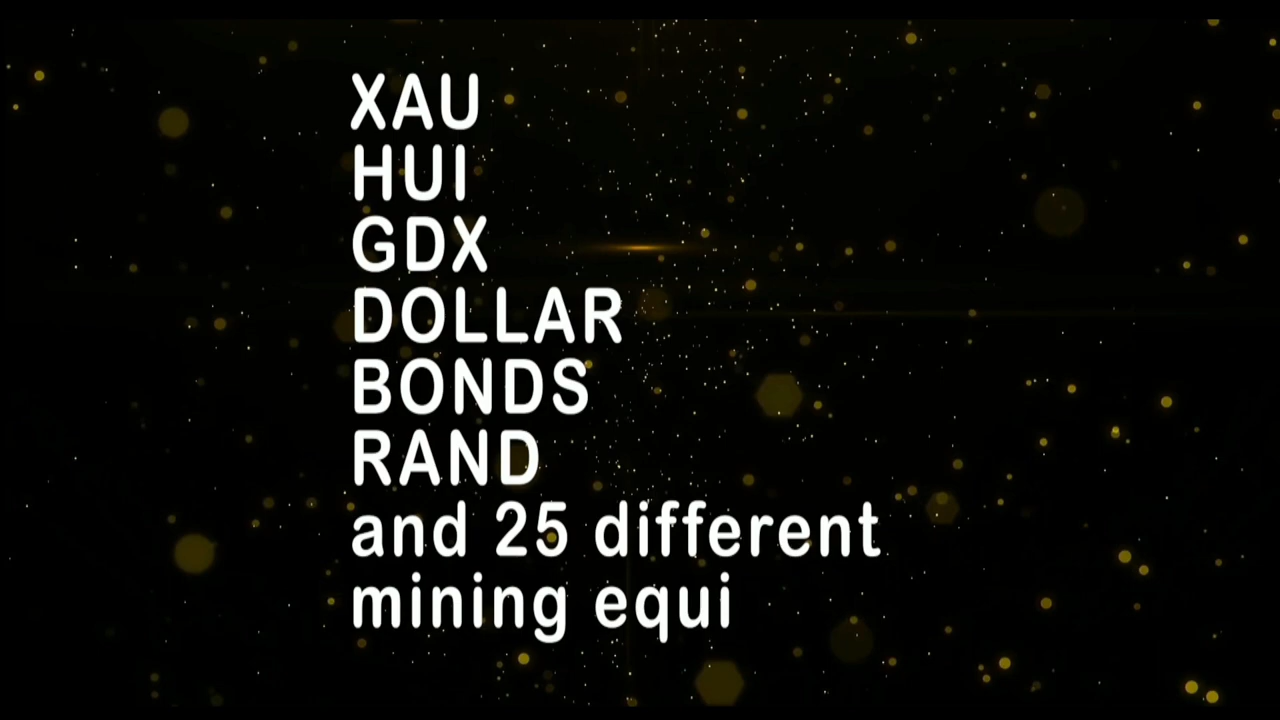 XAU
HUI
GDX
DOLLAR
BONDS
RAND
and 25 different
mining equi